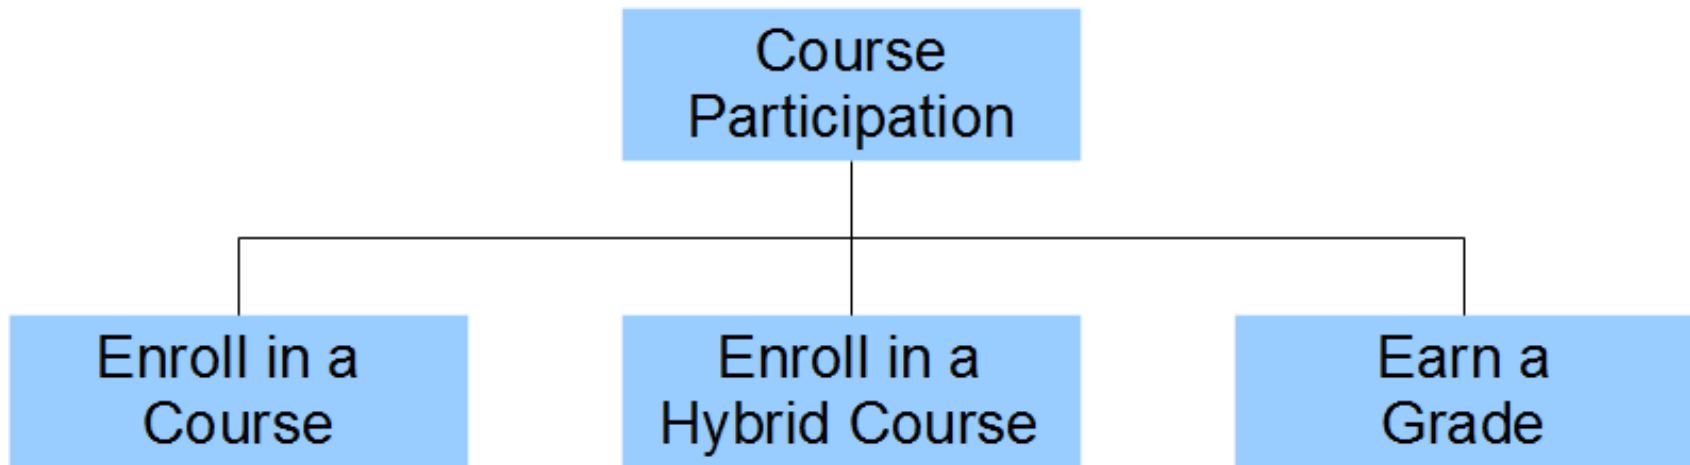 Course
Participation
Enroll in a
Course
Enroll in a
Hybrid Course
Earn a
Grade